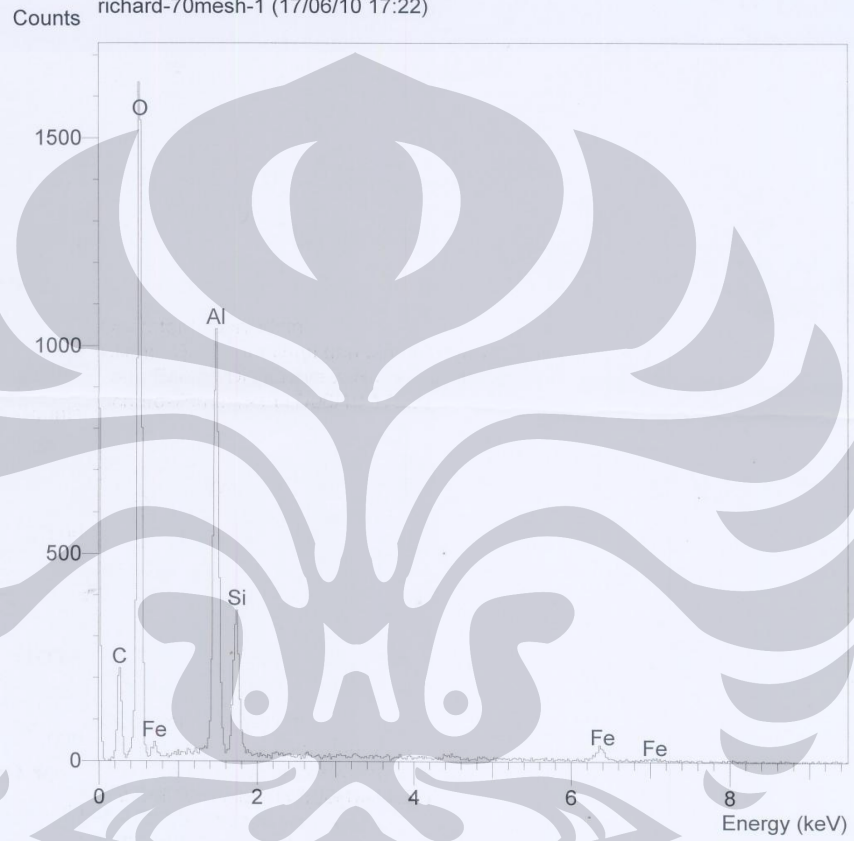 richard-70mesh-1 (17/06/10 17:22)
Counts
O
1500
Al
1000
500
Si
C
Fe
Fe
Fe
0
0 2 4 6 8
Energy (keV)